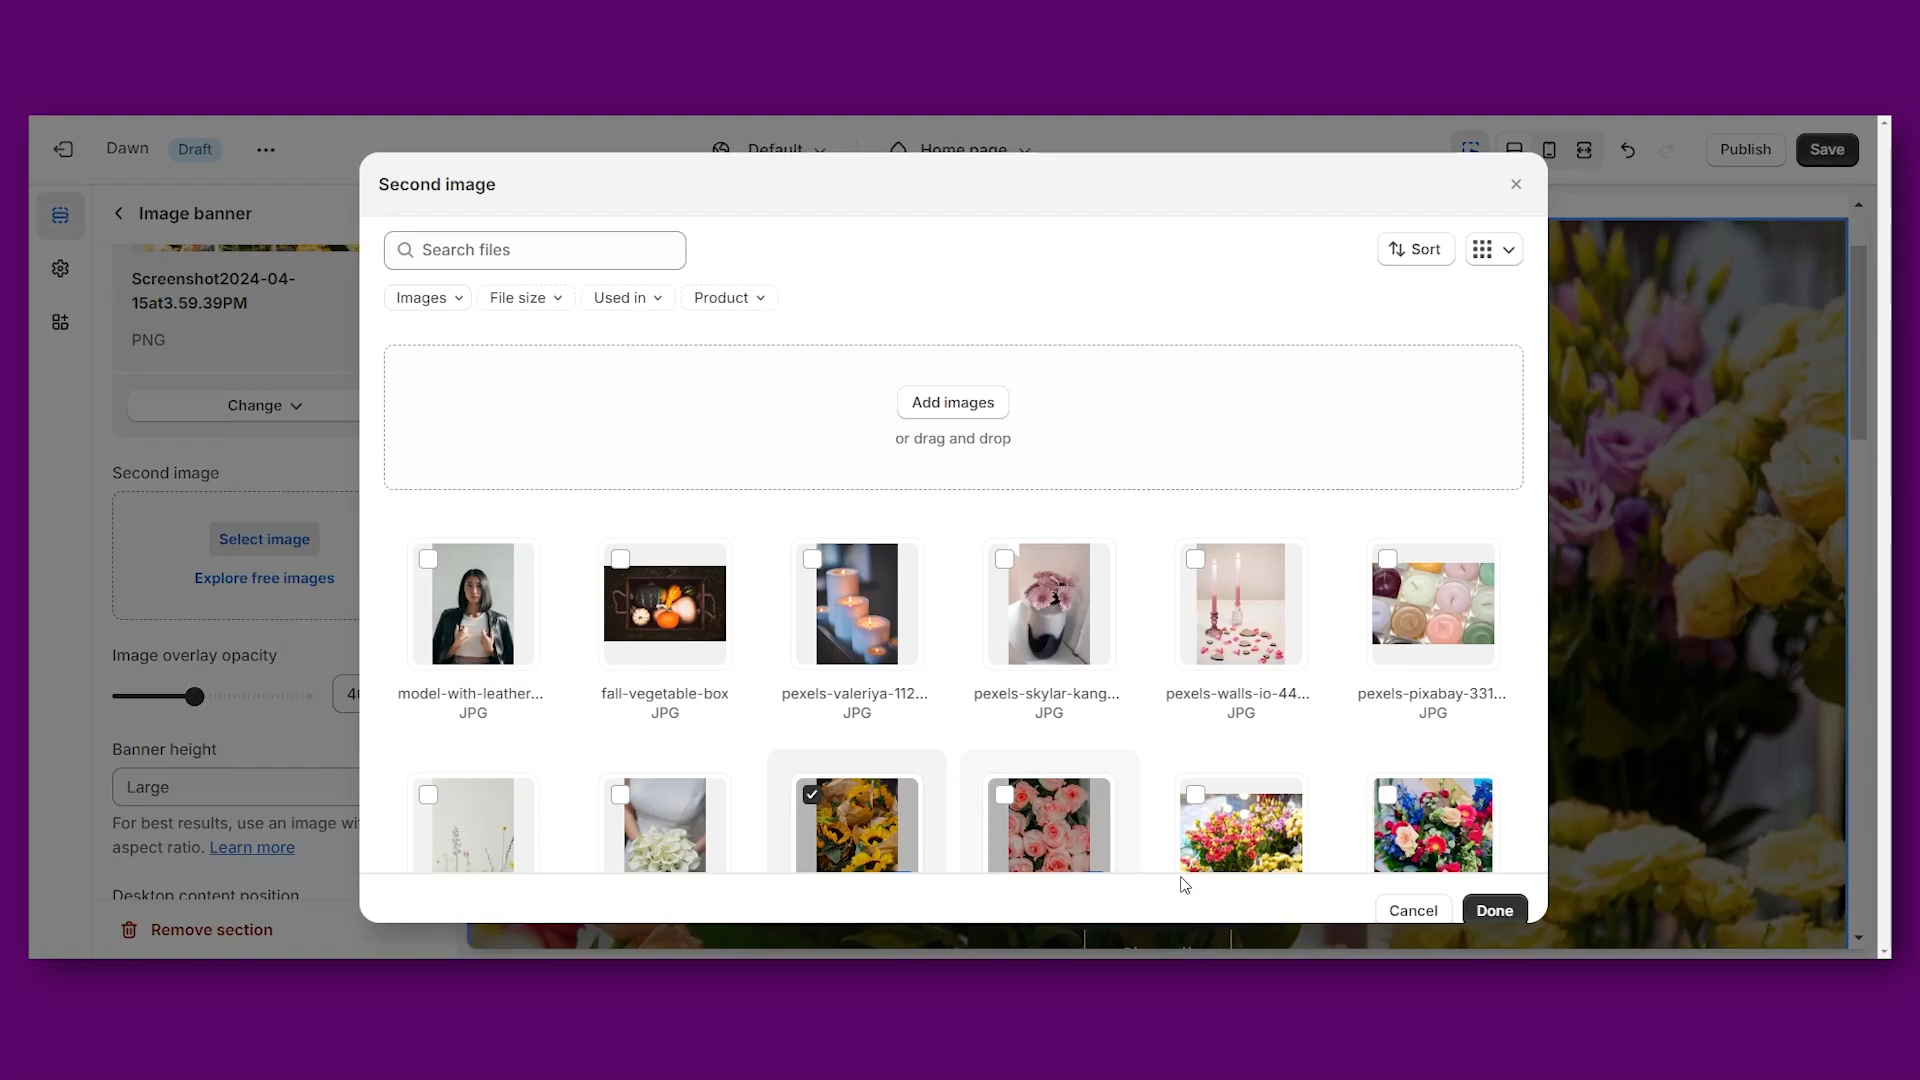 Dawn
Draft
Default
Home page
Publish
Save
Image banner
Screenshot2024-04-
15at3.59.39PM
PNG
Change
Second image
Select image
Explore free images
Image overlay opacity
Banner height
Large
For best results, use an image
aspect ratio. Learn more
Desktop content position
Remove section
Second image
Search files
Sort
Images
File size
Used in
Product
Add images
or drag and drop
model-with-leather...
JPG
fall-vegetable-box
JPG
pexels-valeriya-112...
JPG
pexels-skylar-kang...
JPG
pexels-walls-io-44...
JPG
pexels-pixabay-331...
JPG
Cancel
Done